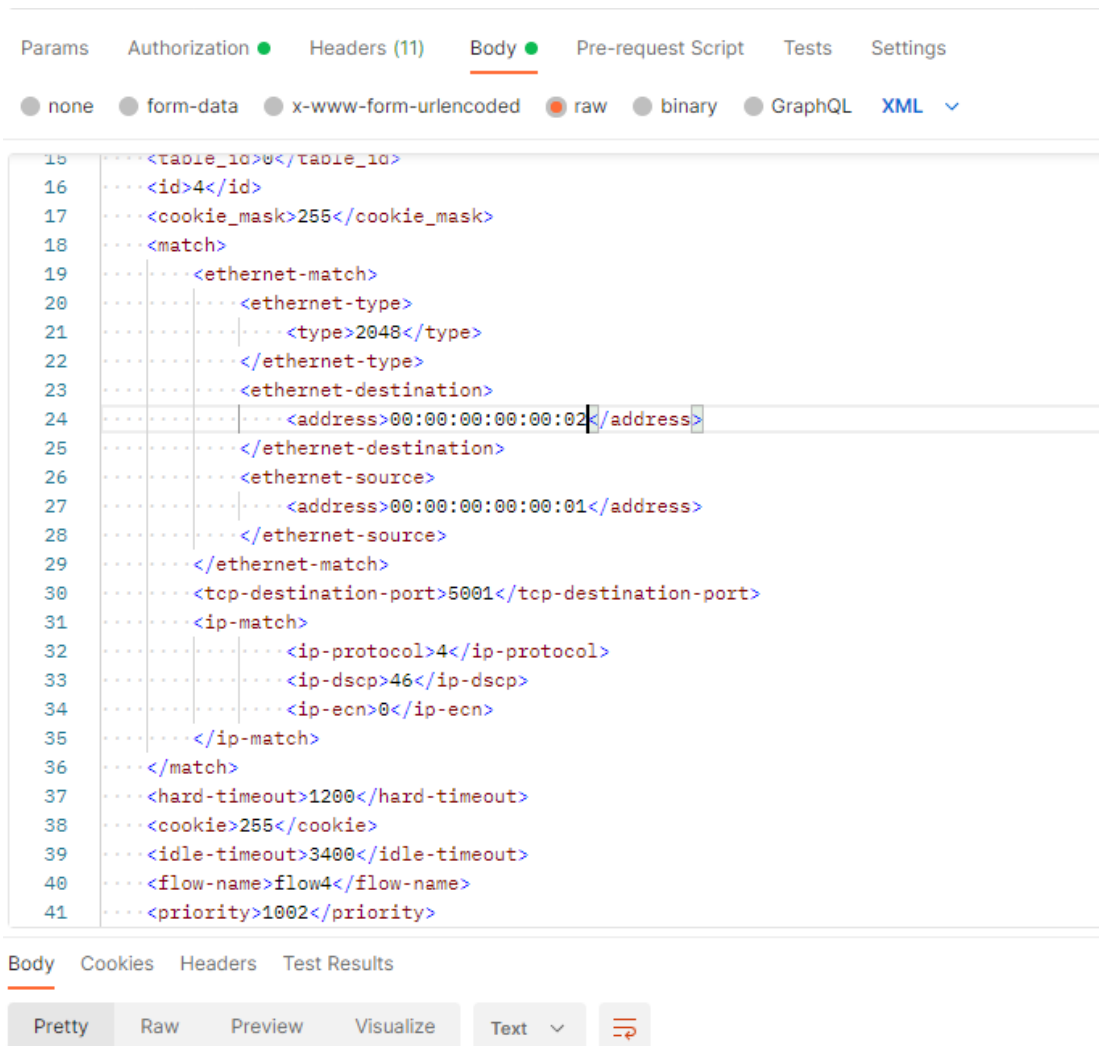 Params Authorization Headers (11) Body Pre-request Script Tests Settings
none form-data x-www-form-urlencoded raw binary GraphQL XML
15 <table_id>0</table_id>
16 <id>4</id>
17 <cookie_mask>255</cookie_mask>
18 <match>
19 <ethernet-match>
20 <ethernet-type>
21 <type>2048</type>
22 </ethernet-type>
23 <ethernet-destination>
24 <address>00:00:00:00:00:02</address>
25 </ethernet-destination>
26 <ethernet-source>
27 <address>00:00:00:00:00:01</address>
28 </ethernet-source>
29 </ethernet-match>
30 <tcp-destination-port>5001</tcp-destination-port>
31 <ip-match>
32 <ip-protocol>4</ip-protocol>
33 <ip-dscp>46</ip-dscp>
34 <ip-ecn>0</ip-ecn>
35 </ip-match>
36 </match>
37 <hard-timeout>1200</hard-timeout>
38 <cookie>255</cookie>
39 <idle-timeout>3400</idle-timeout>
40 <flow-name>flow4</flow-name>
41 <priority>1002</priority>
Body Cookies Headers Test Results
Pretty Raw Preview Visualize Text